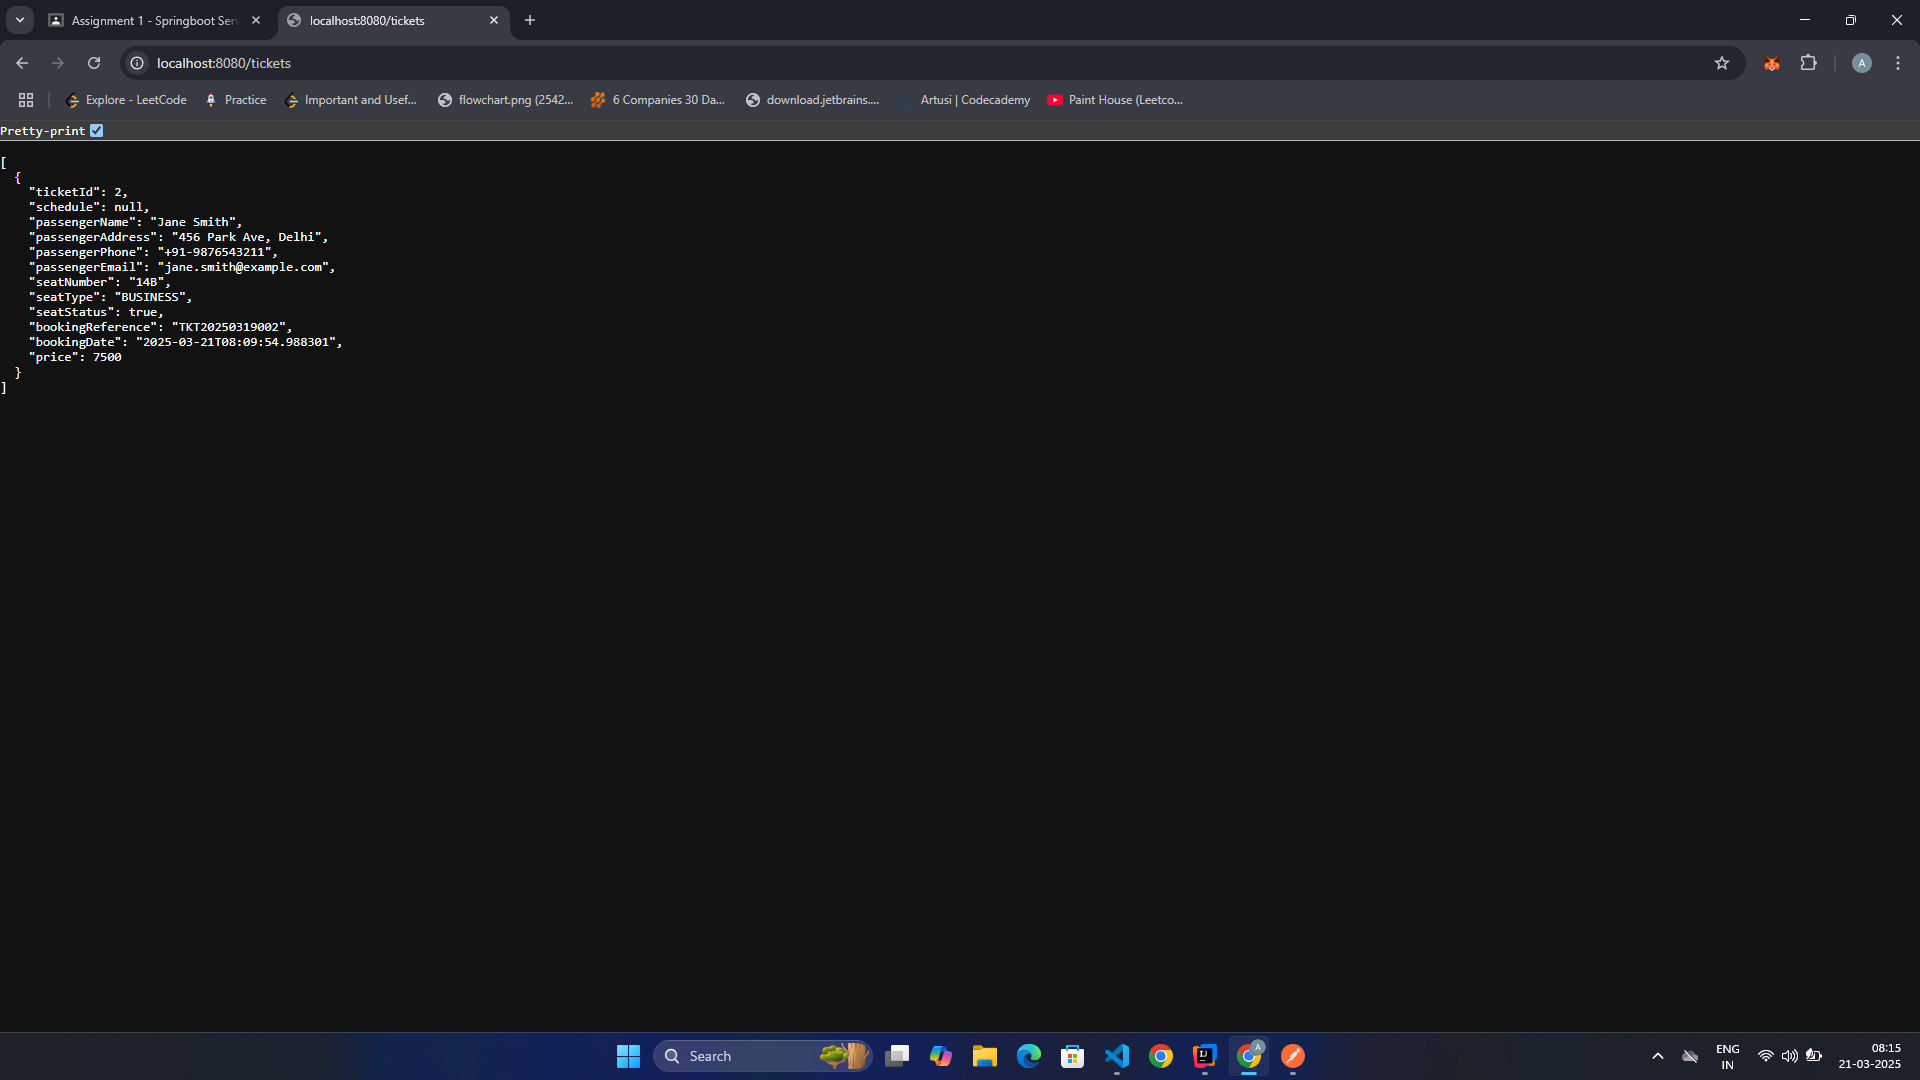 Assignment 1 - Springboot Ser
localhost:8080/tickets
localhost:8080/tickets
A
Explore - LeetCode
Practice
Important and Usef...
flowchart.png (2542...
6 Companies 30 Da...
download.jetbrains....
Artusi | Codecademy
Paint House (Leetco...
Pretty-print
[
{
"ticketId": 2,
"schedule": null,
"passengerName": "Jane Smith",
"passengerAddress": "456 Park Ave, Delhi",
"passengerPhone": "+91-9876543211",
"passengerEmail": "jane.smith@example.com",
"seatNumber": "14B",
"seatType": "BUSINESS",
"seatStatus": true,
"bookingReference": "TKT20250319002",
"bookingDate": "2025-03-21T08:09:54.988301",
"price": 7500
}
]
Search
IJ
A
ENG
IN
08:15
21-03-2025